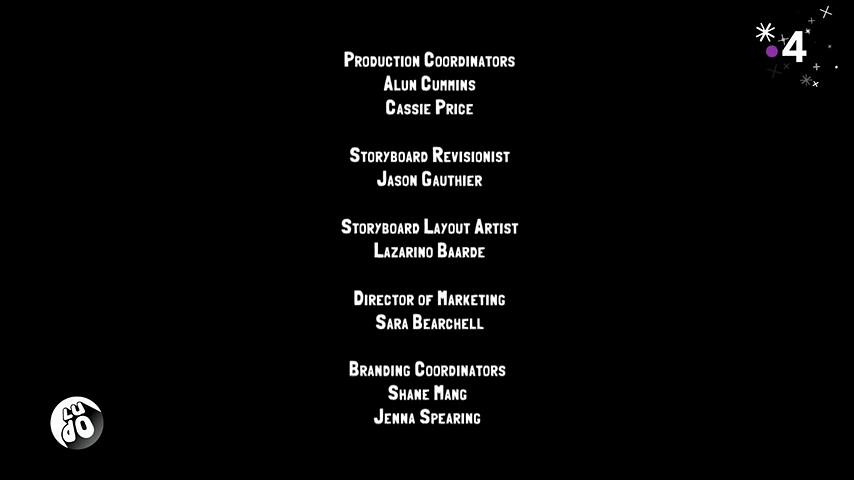 4
Production Coordinators
Alun Cummins
Cassie Price
Storyboard Revisionist
Jason Gauthier
Storyboard Layout Artist
Lazarino Baarde
Director of Marketing
Sara Bearchell
Branding Coordinators
Shane Mang
Jenna Spearing
LUDO